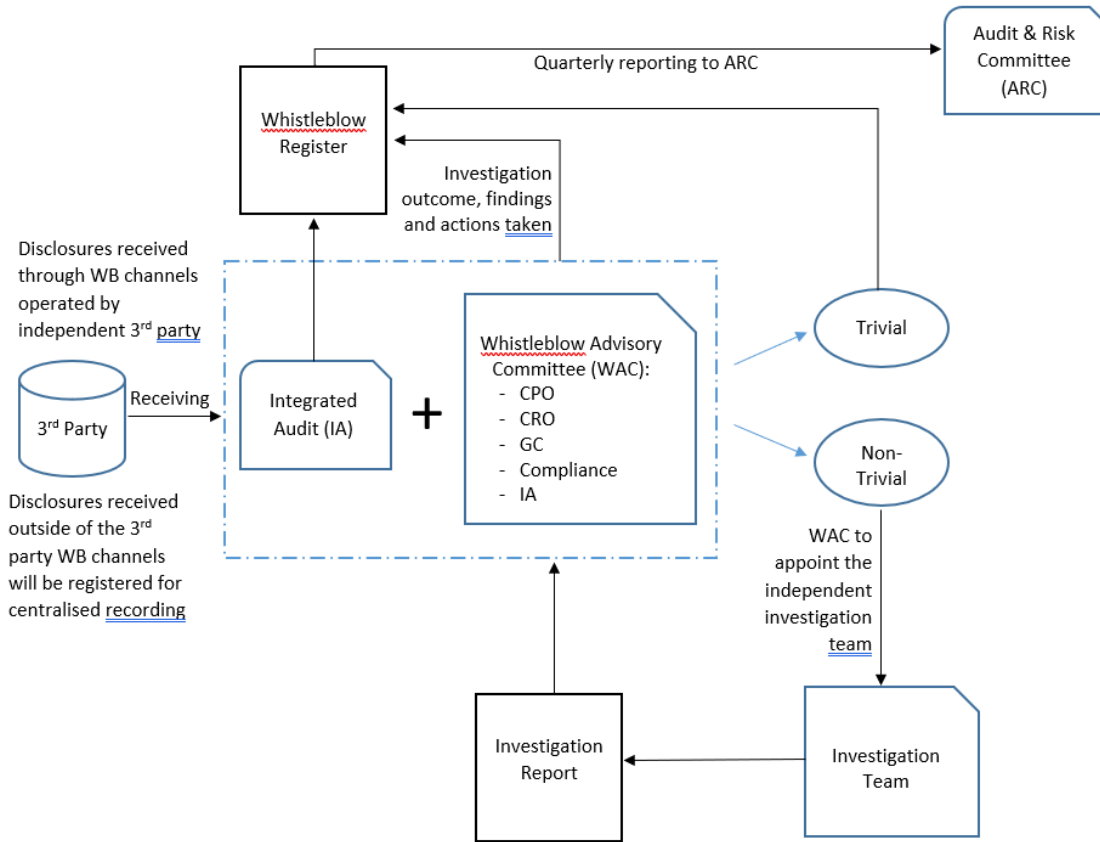 Audit & Risk
Committee
(ARC)
Quarterly reporting to ARC
Whistleblow
Register
Investigation
outcome, findings
and actions taken
Disclosures received
through WB channels
operated by
independent 3rd party
3rd Party
Receiving
Integrated
Audit (IA)
+
Whistleblow Advisory
Committee (WAC):
- CPO
- CRO
- GC
- Compliance
- IA
Trivial
Non-
Trivial
Disclosures received
outside of the 3rd
party WB channels
will be registered for
centralised recording
WAC to
appoint the
independent
investigation
team
Investigation
Report
Investigation
Team